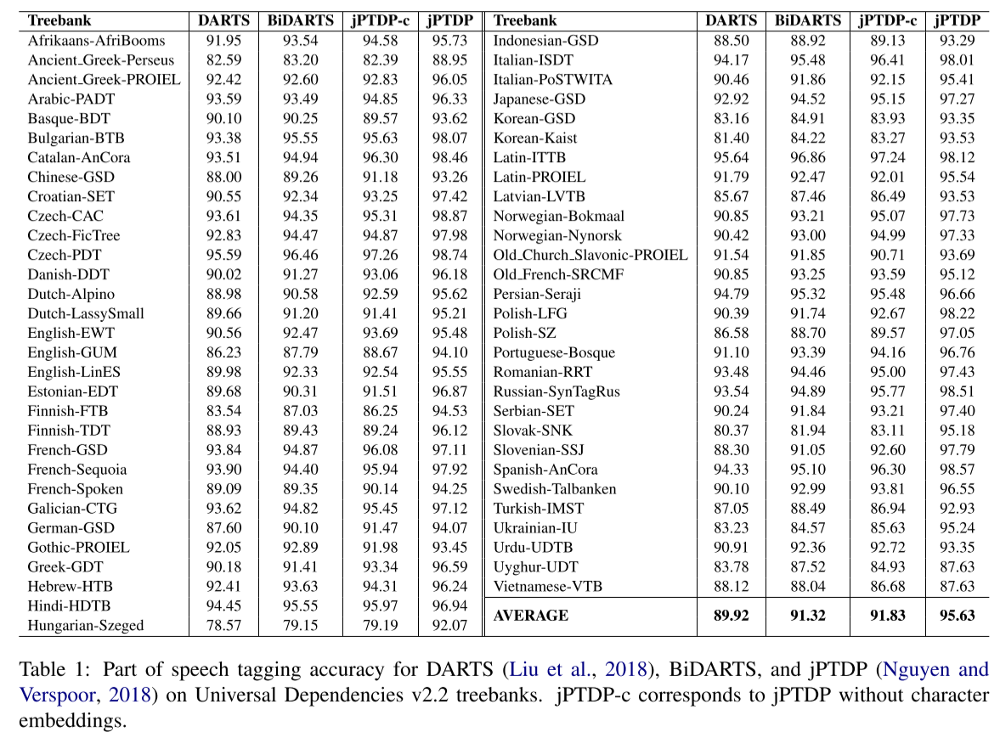 Treebank DARTS BiDARTS jPTDP-c jPTDP Treebank DARTS BiDARTS jPTDP-c jPTDP
Afrikaans-AfriBooms 91.95 93.54 94.58 95.73 Indonesian-GSD 88.50 88.92 89.13 93.29
Ancient_Greek-Perseus 82.59 83.20 82.39 88.95 Italian-ISDT 94.17 95.48 96.41 98.01
Ancient_Greek-PROIEL 92.42 92.60 92.83 96.05 Italian-PoSTWITA 90.46 91.86 92.15 95.41
Arabic-PADT 93.59 93.49 94.85 96.33 Japanese-GSD 92.92 94.52 95.15 97.27
Basque-BDT 90.10 90.25 89.57 93.62 Korean-GSD 83.16 84.91 83.93 93.35
Bulgarian-BTB 93.38 95.55 95.63 98.07 Korean-Kaist 81.40 84.22 83.27 93.53
Catalan-AnCora 93.51 94.94 96.30 98.46 Latin-ITTB 95.64 96.86 97.24 98.12
Chinese-GSD 88.00 89.26 91.18 93.26 Latin-PROIEL 91.79 92.47 92.01 95.54
Croatian-SET 90.55 92.34 93.25 97.42 Latvian-LVTB 85.67 87.46 86.49 93.53
Czech-CAC 93.61 94.35 95.31 98.87 Norwegian-Bokmaal 90.85 93.21 95.07 97.73
Czech-FicTree 92.83 94.47 94.87 97.98 Norwegian-Nynorsk 90.42 93.00 94.99 97.33
Czech-PDT 95.59 96.46 97.26 98.74 Old_Church_Slavonic-PROIEL 91.54 91.85 90.71 93.69
Danish-DDT 90.02 91.27 93.06 96.18 Old_French-SRCMF 90.85 93.25 93.59 95.12
Dutch-Alpino 88.98 90.58 92.59 95.62 Persian-Seraji 94.79 95.32 95.48 96.66
Dutch-LassySmall 89.66 91.20 91.41 95.21 Polish-LFG 90.39 91.74 92.67 98.22
English-EWT 90.56 92.47 93.69 95.48 Polish-SZ 86.58 88.70 89.57 97.05
English-GUM 86.23 87.79 88.67 94.10 Portuguese-Bosque 91.10 93.39 94.16 96.76
English-LinES 89.98 92.33 92.54 95.55 Romanian-RRT 93.48 94.46 95.00 97.43
Estonian-EDT 89.68 90.31 91.51 96.87 Russian-SynTagRus 93.54 94.89 95.77 98.51
Finnish-FTB 83.54 87.03 86.25 94.53 Serbian-SET 90.24 91.84 93.21 97.40
Finnish-TDT 88.93 89.43 89.24 96.12 Slovak-SNK 80.37 81.94 83.11 95.18
French-GSD 93.84 94.87 96.08 97.11 Slovenian-SSJ 88.30 91.05 92.60 97.79
French-Sequoia 93.90 94.40 95.94 97.92 Spanish-AnCora 94.33 95.10 96.30 98.57
French-Spoken 89.09 89.35 90.14 94.25 Swedish-Talbanken 90.10 92.99 93.81 96.55
Galician-CTG 93.62 94.82 95.45 97.12 Turkish-IMST 87.05 88.49 86.94 92.93
German-GSD 87.60 90.10 91.47 94.07 Ukrainian-IU 83.23 84.57 85.63 95.24
Gothic-PROIEL 92.05 92.89 91.98 93.45 Urdu-UDTB 90.91 92.36 92.72 93.35
Greek-GDT 90.18 91.41 93.34 96.59 Uyghur-UDT 83.78 87.52 84.93 87.63
Hebrew-HTB 92.41 93.63 94.31 96.24 Vietnamese-VTB 88.12 88.04 86.68 87.63
Hindi-HDTB 94.45 95.55 95.97 96.94
AVERAGE 89.92 91.32 91.83 95.63
Hungarian-Szeged 78.57 79.15 79.19 92.07
Table 1: Part of speech tagging accuracy for DARTS (Liu et al., 2018), BiDARTS, and jPTDP (Nguyen and
Verspoor, 2018) on Universal Dependencies v2.2 treebanks. jPTDP-c corresponds to jPTDP without character
embeddings.